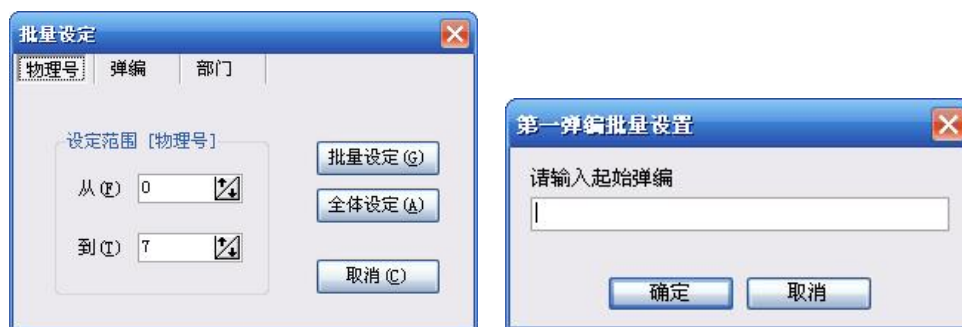 批量设定
物理号 弹编 部门
设定范围 [物理号]
从(F) 0
到(T) 7
批量设定(G)
全体设定(A)
取消(C)
第一弹编批量设置
请输入起始弹编
确定 取消